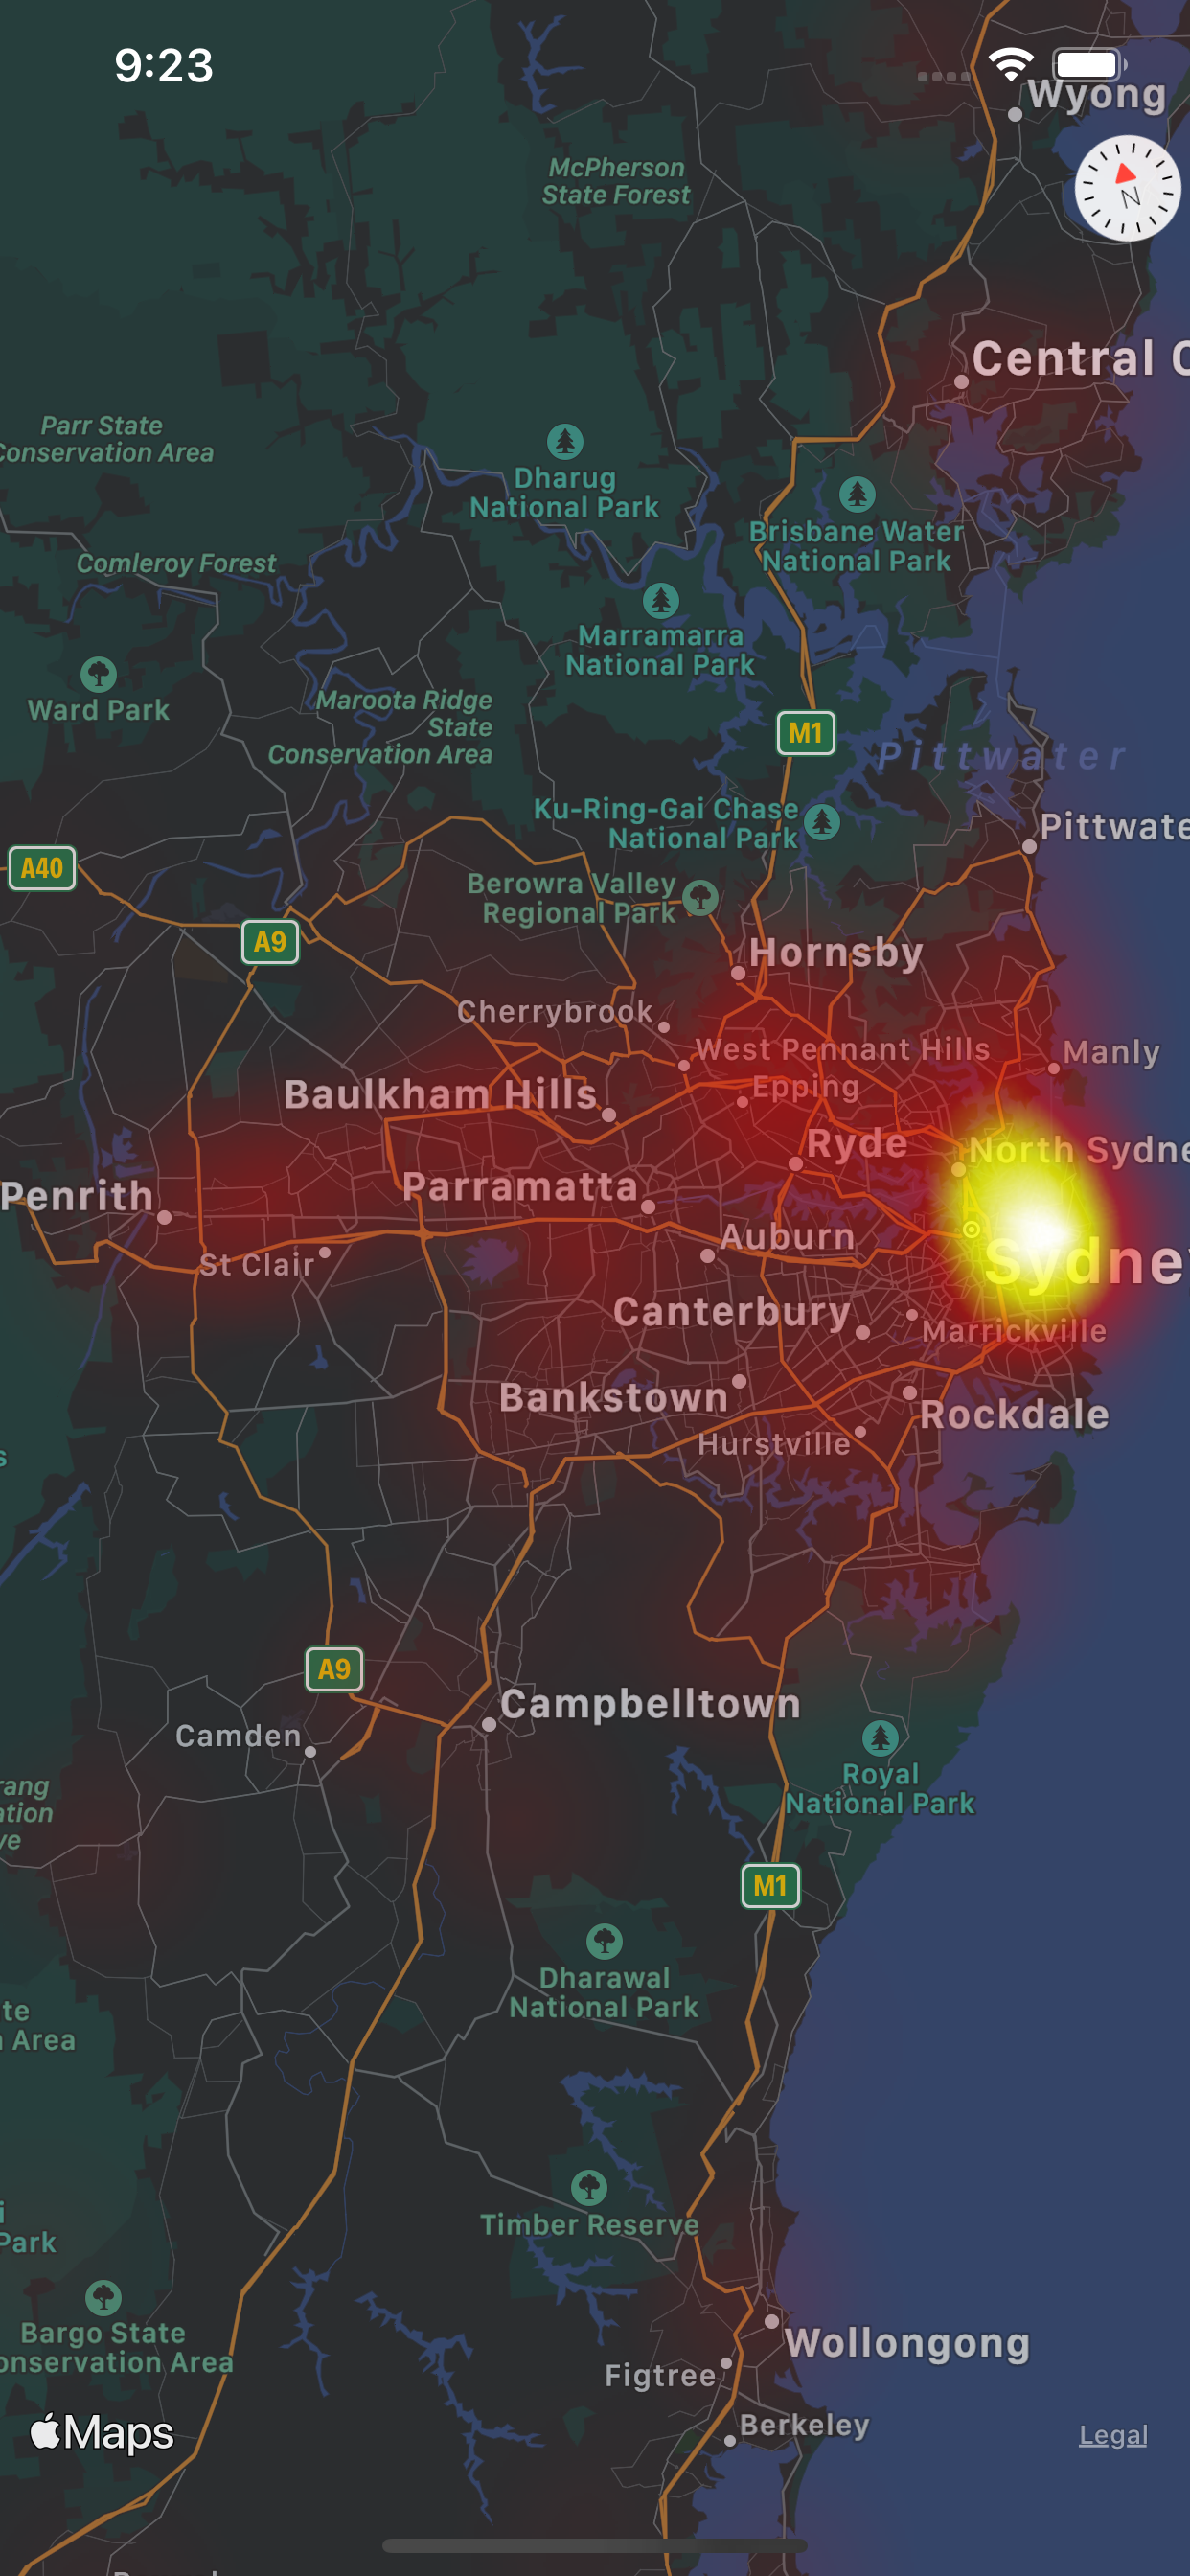 9:23
Wyong
McPherson
State Forest
N
Central C
Parr State
Conservation Area
Dharug
National Park
Brisbane Water
National Park
Comleroy Forest
Marramarra
National Park
Ward Park
Maroota Ridge
State
Conservation Area
M1
Pittwater
Ku-Ring-Gai Chase
National Park
Pittwate
A40
Berowra Valley
Regional Park
A9
Hornsby
Cherrybrook
West Pennant Hills
Manly
Epping
Baulkham Hills
Ryde
North Sydne
Penrith
Parramatta
Auburn
St Clair
Sydney
Canterbury
Marrickville
Bankstown
Rockdale
Hurstville
s
A9
Campbelltown
Camden
Royal
National Park
rang
ation
ve
M1
Dharawal
National Park
te
Area
Timber Reserve
i
Park
Bargo State
onservation Area
Wollongong
Figtree
Maps
Berkeley
Legal